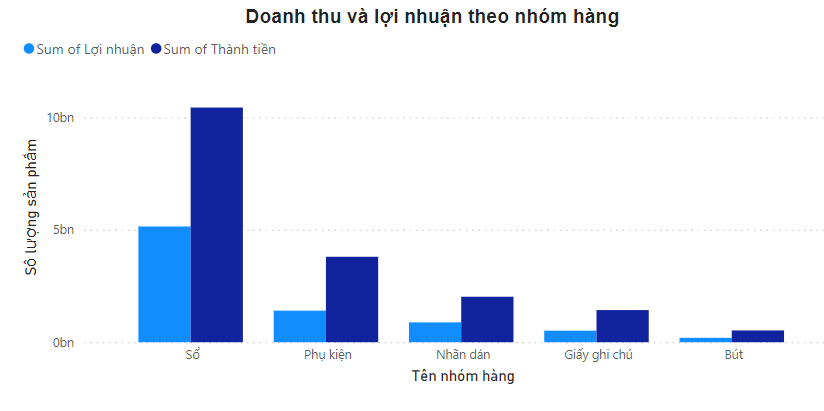 Doanh thu và lợi nhuận theo nhóm hàng
Sum of Lợi nhuận Sum of Thành tiền
Số lượng sản phẩm
10bn
5bn
0bn
Sổ Phụ kiện Nhãn dán Giấy ghi chú Bút
Tên nhóm hàng